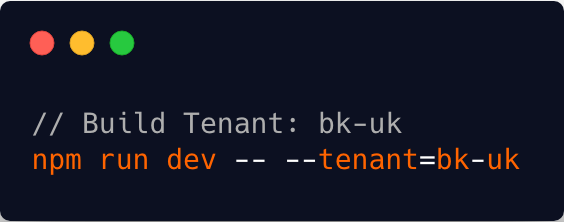 // Build Tenant: bk-uk
npm run dev -- --tenant=bk-uk